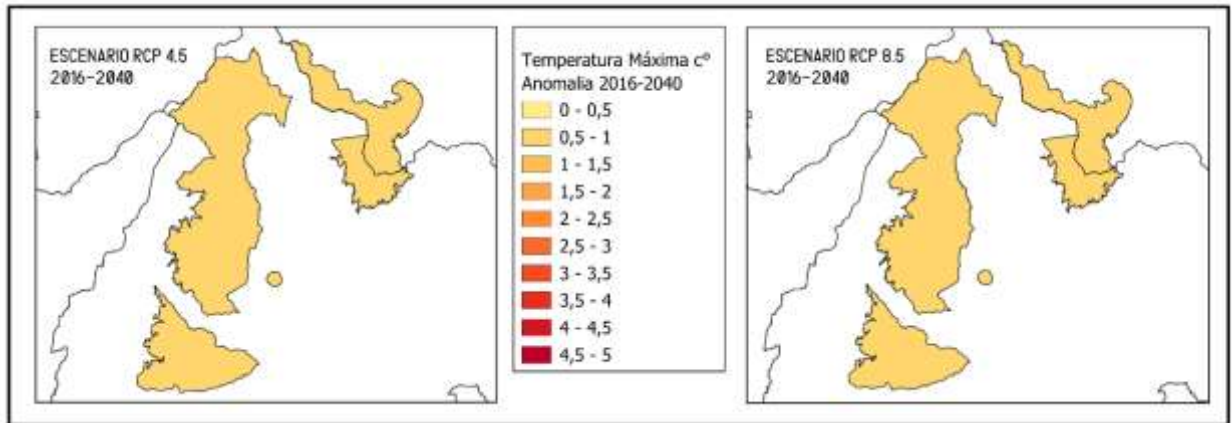 ESCENARIO RCP 4.5
2016-2040
Temperatura Máxima cº
Anomalia 2016-2040
0 - 0,5
0,5 - 1
1 - 1,5
1,5 - 2
2 - 2,5
2,5 - 3
3 - 3,5
3,5 - 4
4 - 4,5
4,5 - 5
ESCENARIO RCP 8.5
2016-2040